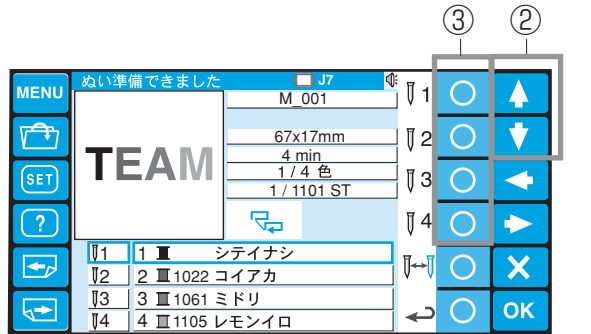 ③ ②
MENU
ぬい準備できました J7
M_001
67x17mm
4 min
1 / 4 色
1 / 1101 ST
TEAM
SET
?
1
2
3
4
1 1 シテイナシ
2 2 1022 コイアカ
3 3 1061 ミドリ
4 4 1105 レモンイロ
OK